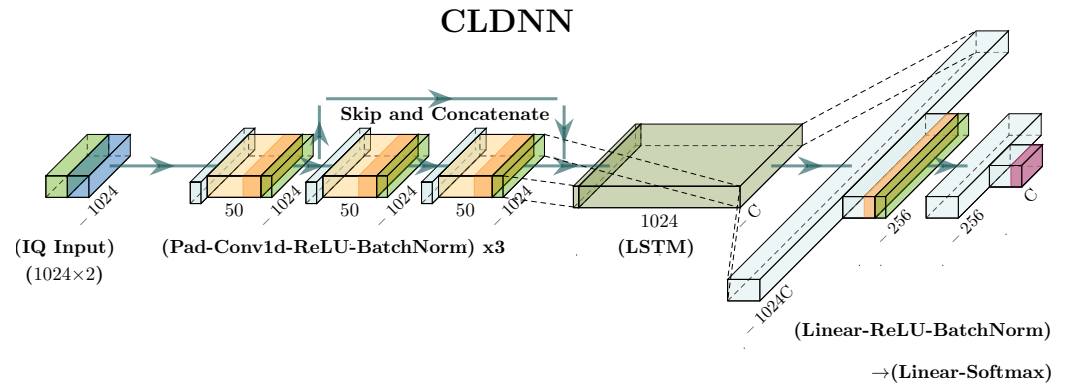 CLDNN
Skip and Concatenate
1024
50
1024
50
1024
50
1024
1024
C
1024C
256
256
C
(IQ Input)
(1024×2)
(Pad-Conv1d-ReLU-BatchNorm) x3
(LSTM)
(Linear-ReLU-BatchNorm)
→(Linear-Softmax)